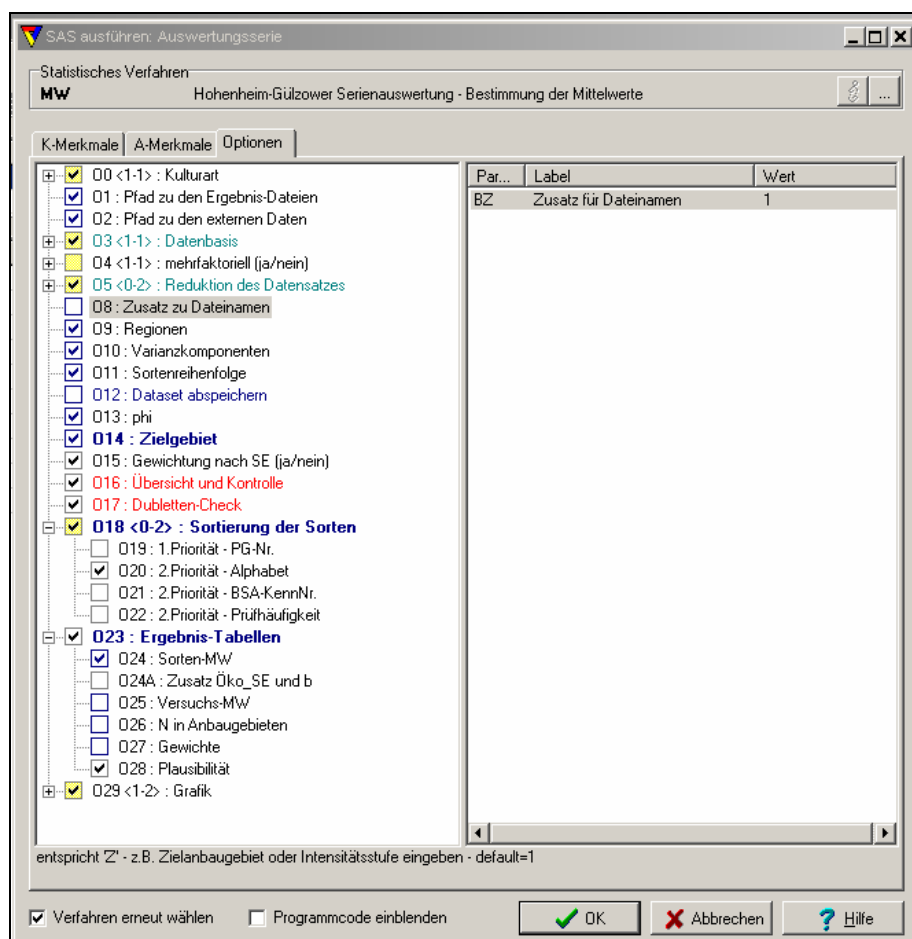 SAS ausführen: Auswertungsserie
Statistisches Verfahren
MW Hohenheim-Gülzower Serienauswertung - Bestimmung der Mittelwerte
...
K-Merkmale A-Merkmale Optionen
O0 <1-1> : Kulturart
O1 : Pfad zu den Ergebnis-Dateien
O2 : Pfad zu den externen Daten
O3 <1-1> : Datenbasis
O4 <1-1> : mehrfaktoriell (ja/nein)
O5 <0-2> : Reduktion des Datensatzes
O8 : Zusatz zu Dateinamen
O9 : Regionen
O10 : Varianzkomponenten
O11 : Sortenreihenfolge
O12 : Dataset abspeichern
O13 : phi
O14 : Zielgebiet
O15 : Gewichtung nach SE (ja/nein)
O16 : Übersicht und Kontrolle
O17 : Dubletten-Check
O18 <0-2> : Sortierung der Sorten
O19 : 1.Priorität - PG-Nr.
O20 : 2.Priorität - Alphabet
O21 : 2.Priorität - BSA-KennNr.
O22 : 2.Priorität - Prüfhäufigkeit
O23 : Ergebnis-Tabellen
O24 : Sorten-MW
O24A : Zusatz Öko_SE und b
O25 : Versuchs-MW
O26 : N in Anbaugebieten
O27 : Gewichte
O28 : Plausibilität
O29 <1-2> : Grafik
Par... Label Wert
BZ Zusatz für Dateinamen 1
entspricht 'Z' - z.B. Zielanbaugebiet oder Intensitätsstufe eingeben - default=1
Verfahren erneut wählen Programmcode einblenden OK Abbrechen Hilfe